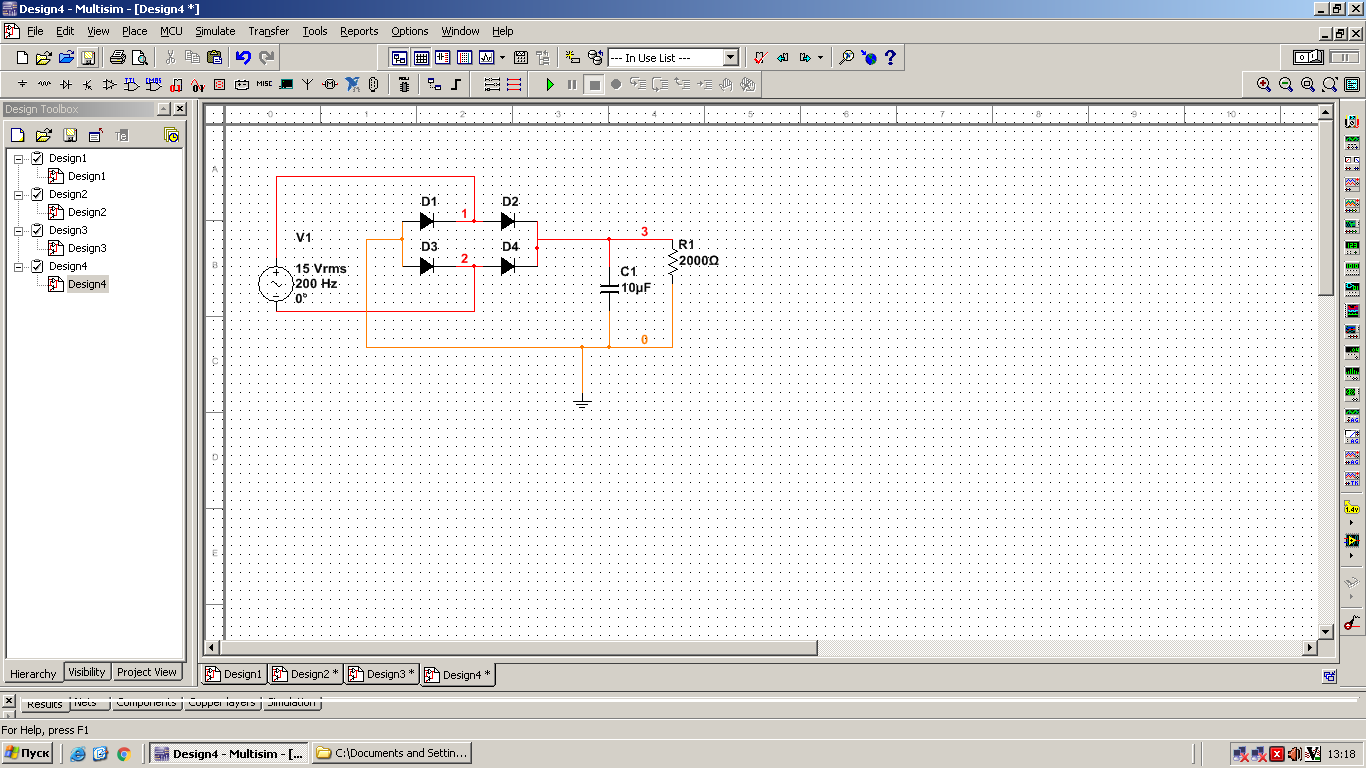 Design4 - Multisim - [Design4 *]
File Edit View Place MCU Simulate Transfer Tools Reports Options Window Help
--- In Use List ---
MISC
Design Toolbox
Design1
Design1
Design2
Design2
Design3
Design3
Design4
Design4
0 1 2 3 4 5 6 7 8 9 10
A
B
C
D
E
D1 D2
1
V1
3
D3 D4
R1
2
2000Ω
15 Vrms
C1
200 Hz
10µF
0°
0
1.4v
Hierarchy Visibility Project View
Design1 Design2 * Design3 * Design4 *
Results Nets Components Copper layers Simulation
For Help, press F1
Пуск Design4 - Multisim - [... C:\Documents and Settin... 13:18